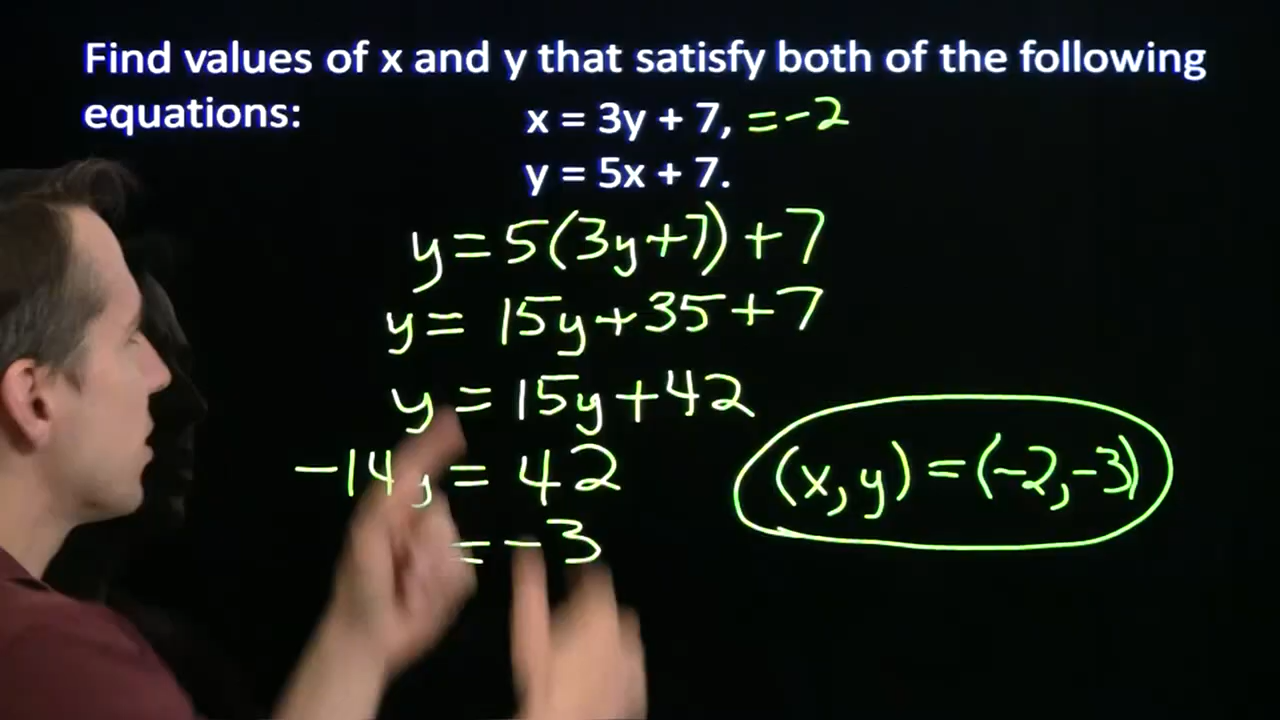 Find values of x and y that satisfy both of the following
equations:
x = 3y + 7, =-2
y = 5x + 7.
y=5(3y+7)+7
y= 15y+35+7
y= 15y+42
-14y= 42
=-3
(x,y)=(-2,-3)